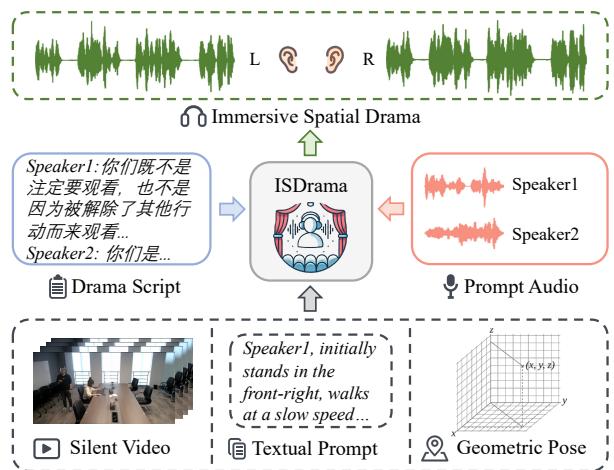 L
R
Immersive Spatial Drama
Speaker1: 你们既不是
注定要观看，也不是
因为被解除了其他行
动而来观看...
Speaker2: 你们是...
Drama Script
ISDrama
Speaker1
Speaker2
Prompt Audio
Silent Video
Speaker1, initially
stands in the
front-right, walks
at a slow speed...
Textual Prompt
z
(x, y, z)
y
x
Geometric Pose